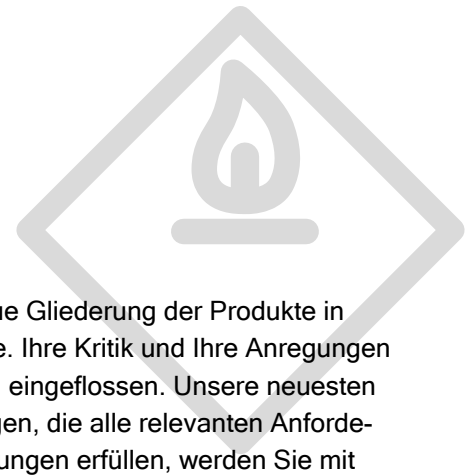 ue Gliederung der Produkte in
e. Ihre Kritik und Ihre Anregungen
eingeflossen. Unsere neuesten
gen, die alle relevanten Anforde-
ungen erfüllen, werden Sie mit